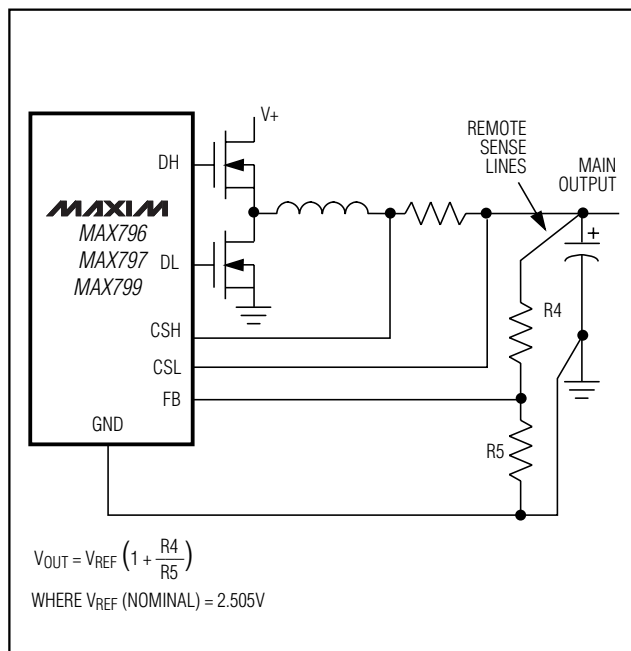 V+
REMOTE
SENSE
LINES
MAIN
OUTPUT
DH
MAXIM
MAX796
MAX797
MAX799
DL
+
R4
CSH
CSL
FB
GND
R5
VOUT = VREF (1 + R4/R5)
WHERE VREF (NOMINAL) = 2.505V